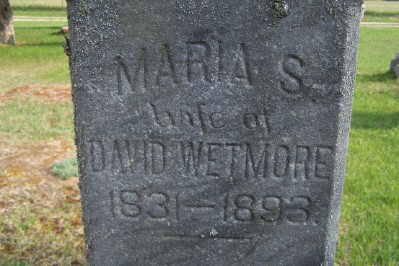 MARIA S.
wife of
DAVID WETMORE
1831–1893.